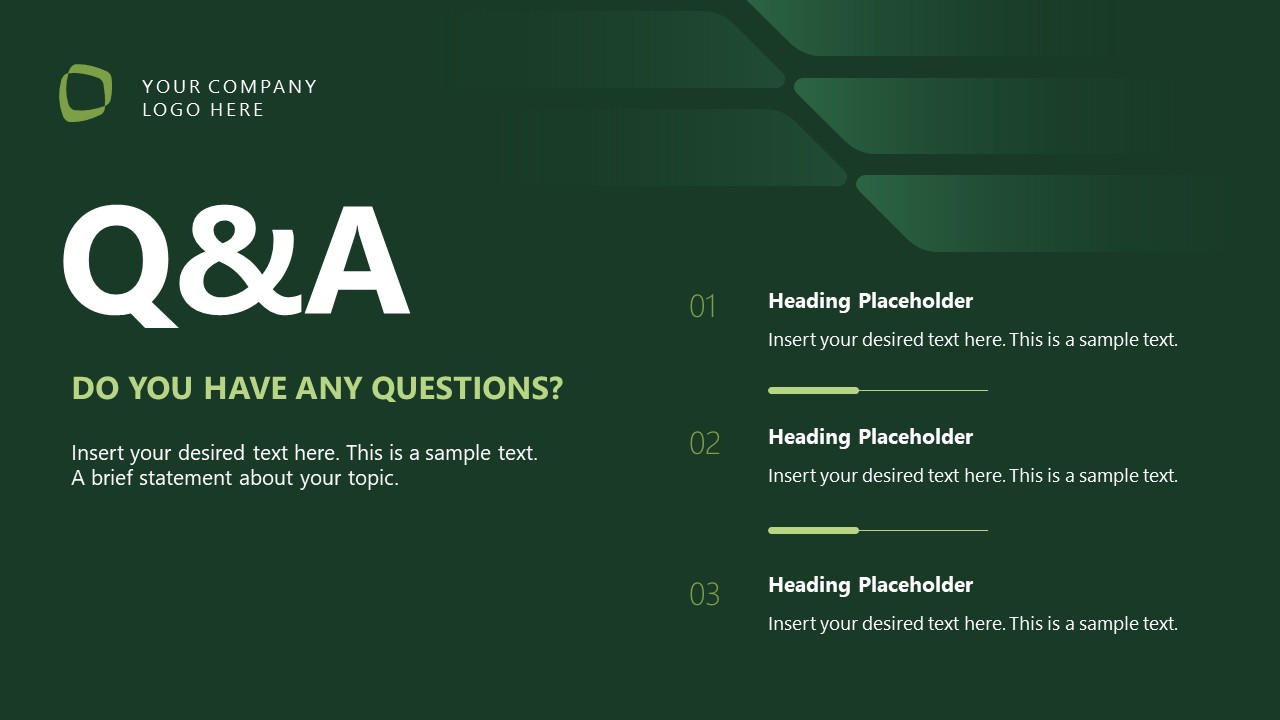 YOUR COMPANY
LOGO HERE
Q&A
DO YOU HAVE ANY QUESTIONS?
Insert your desired text here. This is a sample text.
A brief statement about your topic.
01
Heading Placeholder
Insert your desired text here. This is a sample text.
02
Heading Placeholder
Insert your desired text here. This is a sample text.
03
Heading Placeholder
Insert your desired text here. This is a sample text.